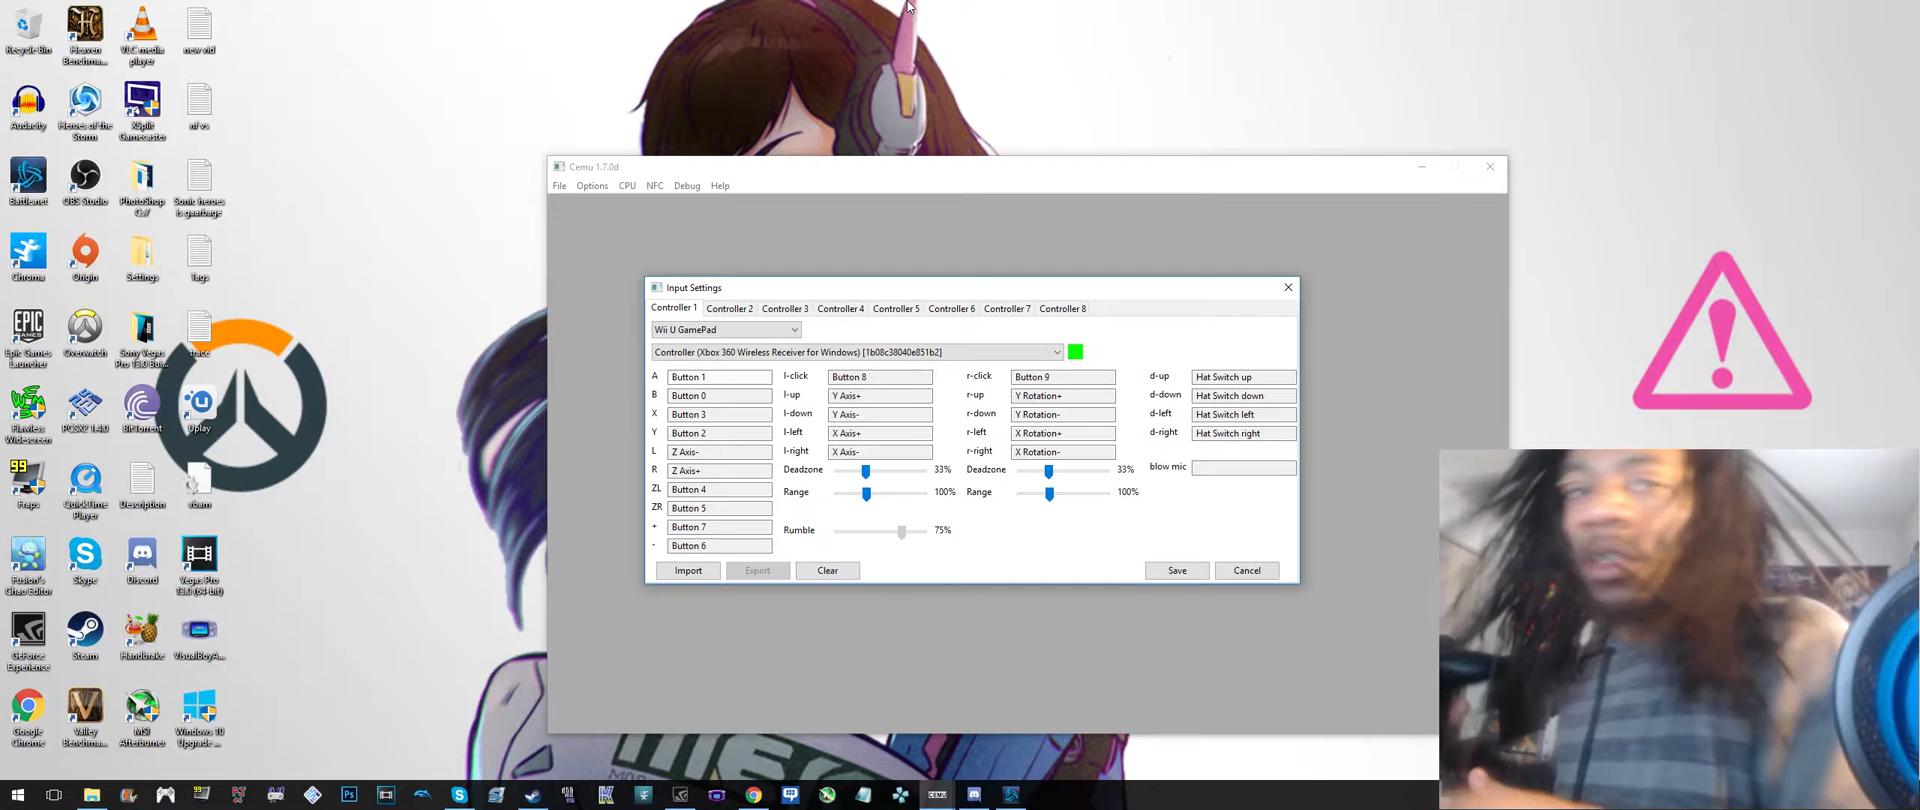 Recycle Bin
Heaven Benchma...
VLC media player
new vid
Audacity
Heroes of the Storm
XSplit Gamecaster
nf vs
Battle.net
OBS Studio
PhotoShop CS7
Sonic heroes is gaarbage
Chroma
Origin
Settings
Tags
Epic Games Launcher
Overwatch
Sony Vegas Pro 13.0 Bui...
trace
Flawless Widescreen
PCSX2 1.4.0
BitTorrent
Uplay
Fraps
QuickTime Player
Description
vbam
Fusion's Chao Editor
Skype
Discord
Vegas Pro 13.0 (64-bit)
GeForce Experience
Steam
Handbrake
VisualBoyA...
Google Chrome
Valley Benchma...
MSI Afterburner
Windows 10 Upgrade ...
Cemu 1.7.0d
File Options CPU NFC Debug Help
Input Settings
Controller 1 Controller 2 Controller 3 Controller 4 Controller 5 Controller 6 Controller 7 Controller 8
Wii U GamePad
Controller (Xbox 360 Wireless Receiver for Windows) [1b08c38040e851b2]
A Button 1 l-click Button 8 r-click Button 9 d-up Hat Switch up
B Button 0 l-up Y Axis+ r-up Y Rotation+ d-down Hat Switch down
X Button 3 l-down Y Axis- r-down Y Rotation- d-left Hat Switch left
Y Button 2 l-left X Axis+ r-left X Rotation+ d-right Hat Switch right
L Z Axis- l-right X Axis- r-right X Rotation-
R Z Axis+ Deadzone 33% Deadzone 33% blow mic
ZL Button 4 Range 100% Range 100%
ZR Button 5
+ Button 7 Rumble 75%
- Button 6
Import Export Clear Save Cancel
CEMU